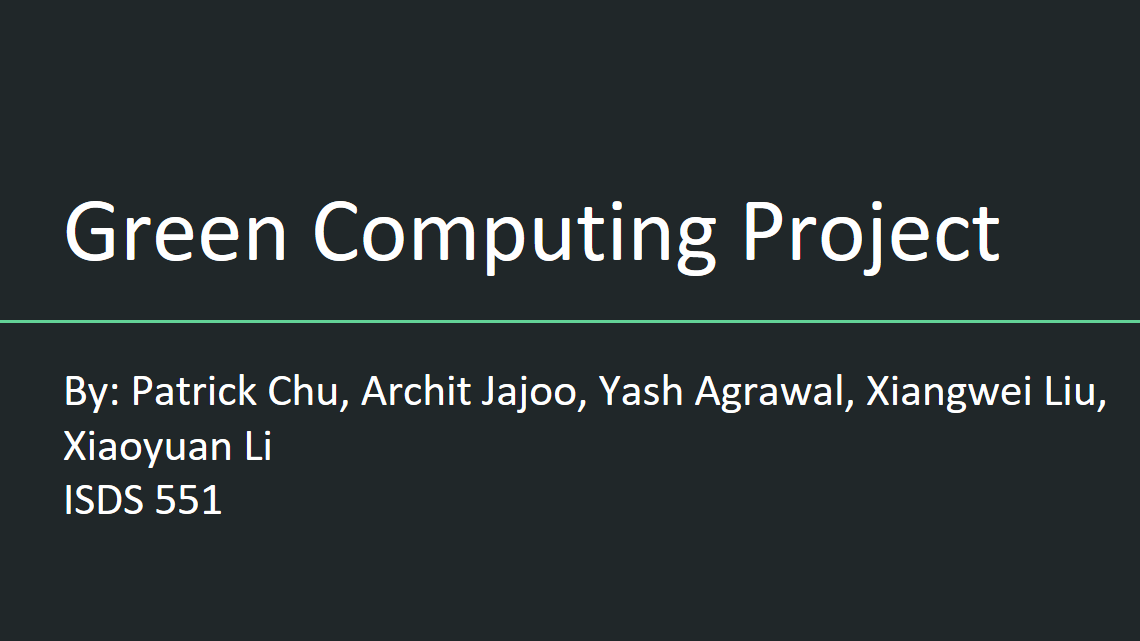 Green Computing Project
By: Patrick Chu, Archit Jajoo, Yash Agrawal, Xiangwei Liu,
Xiaoyuan Li
ISDS 551